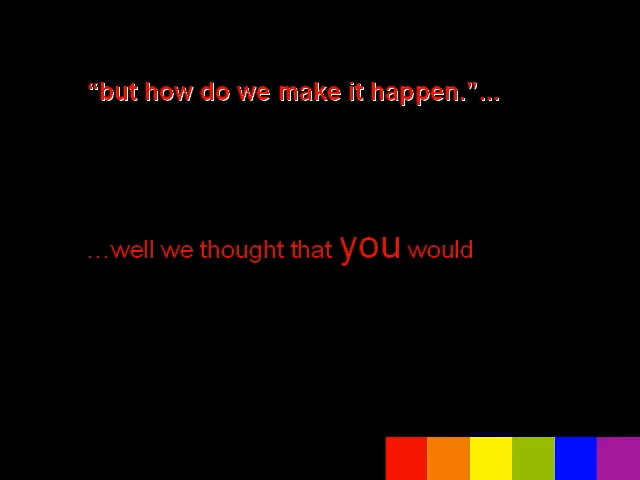 “but how do we make it happen.”...
...well we thought that you would